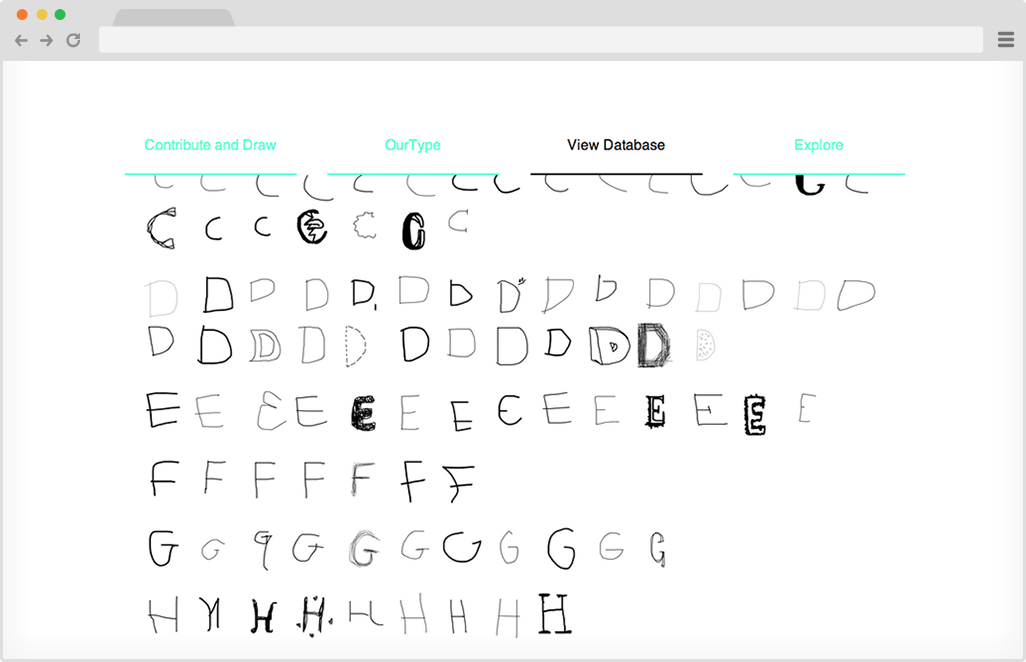 Contribute and Draw OurType View Database Explore
C C C C C C C C C C C C C C C
C C C C C C C
D D D D D D D D D D D D D D D
D D D D D D D D D D D D
E E E E E E E E E E E E E E
F F F F F F F
G G G G G G G G G G G
H H H H H H H H H